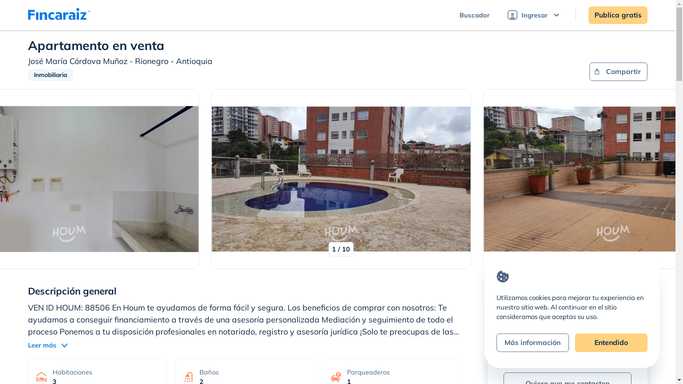 Fincaraiz
Buscador
Ingresar
Publica gratis
Apartamento en venta
José María Córdova Muñoz - Rionegro - Antioquia
Inmobiliaria
Compartir
HOUM
HOUM
HOUM
1 / 10
Descripción general
VEN ID HOUM: 88506 En Houm te ayudamos de forma fácil y segura. Los beneficios de comprar con nosotros: Te
ayudamos a conseguir financiamiento a través de una asesoría personalizada Mediación y seguimiento de todo el
proceso Ponemos a tu disposición profesionales en notariado, registro y asesoría jurídica ¡Solo te preocupas de las...
Leer más
Habitaciones
3
Baños
2
Parqueaderos
1
Utilizamos cookies para mejorar tu experiencia en
nuestro sitio web. Al continuar en el sitio
consideramos que aceptas su uso.
Más información
Entendido
Quiero que me contacten